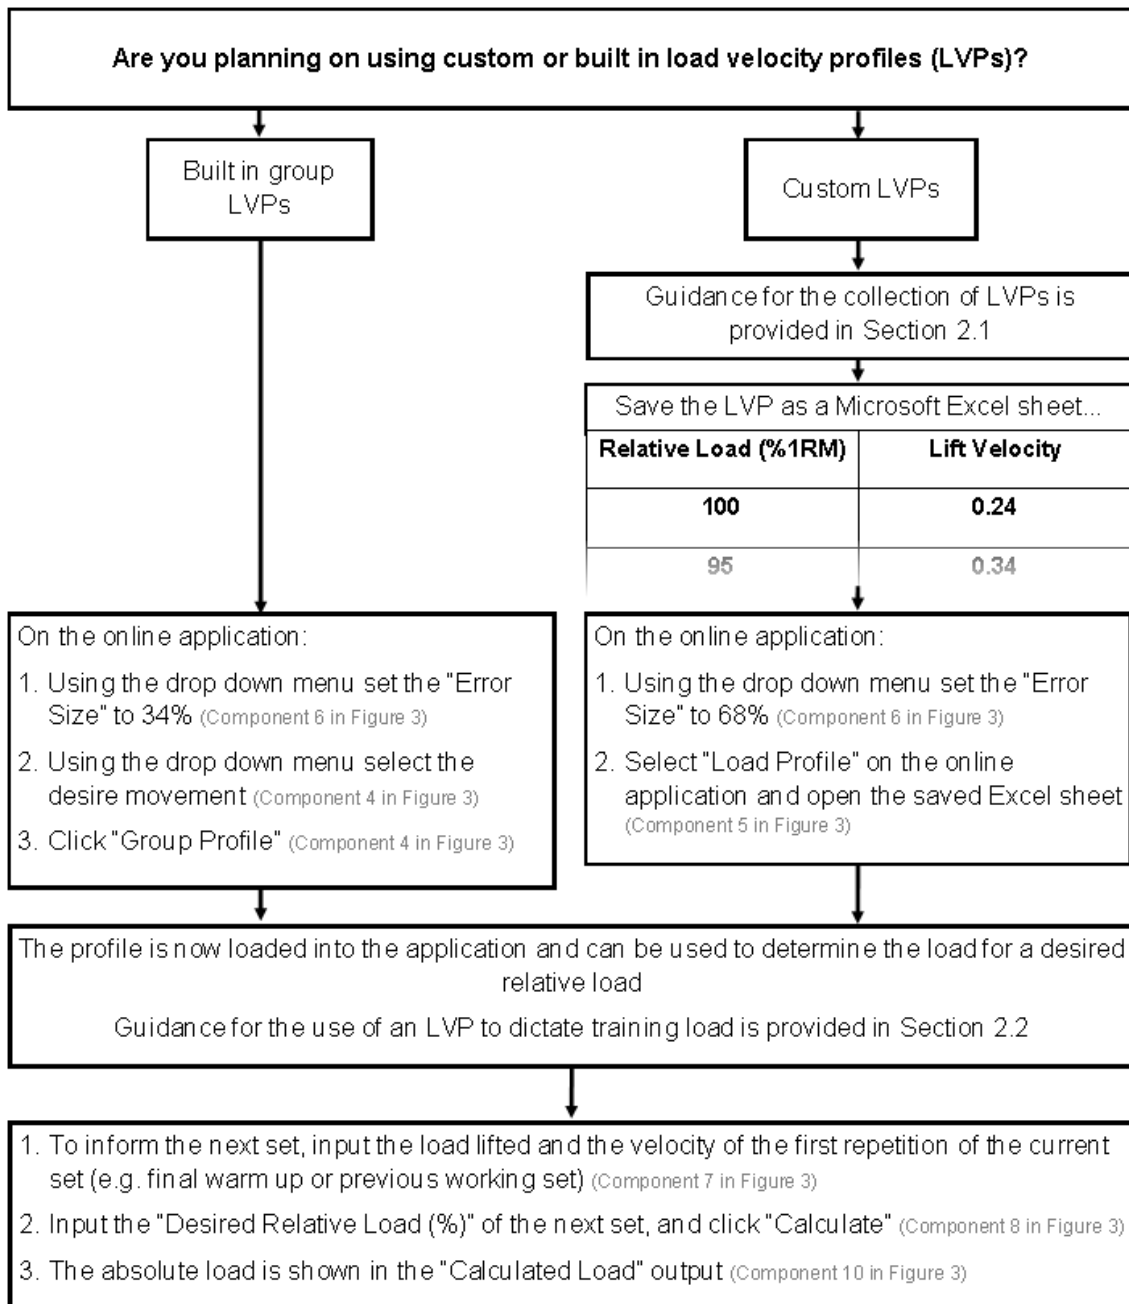 Are you planning on using custom or built in load velocity profiles (LVPs)?
Built in group
LVPs
Custom LVPs
Guidance for the collection of LVPs is
provided in Section 2.1
Save the LVP as a Microsoft Excel sheet...
Relative Load (%1RM) Lift Velocity
100 0.24
95 0.34
On the online application:
1. Using the drop down menu set the "Error
Size" to 34% (Component 6 in Figure 3)
2. Using the drop down menu select the
desire movement (Component 4 in Figure 3)
3. Click "Group Profile" (Component 4 in Figure 3)
On the online application:
1. Using the drop down menu set the "Error
Size" to 68% (Component 6 in Figure 3)
2. Select "Load Profile" on the online
application and open the saved Excel sheet
(Component 5 in Figure 3)
The profile is now loaded into the application and can be used to determine the load for a desired
relative load
Guidance for the use of an LVP to dictate training load is provided in Section 2.2
1. To inform the next set, input the load lifted and the velocity of the first repetition of the current
set (e.g. final warm up or previous working set) (Component 7 in Figure 3)
2. Input the "Desired Relative Load (%)" of the next set, and click "Calculate" (Component 8 in Figure 3)
3. The absolute load is shown in the "Calculated Load" output (Component 10 in Figure 3)